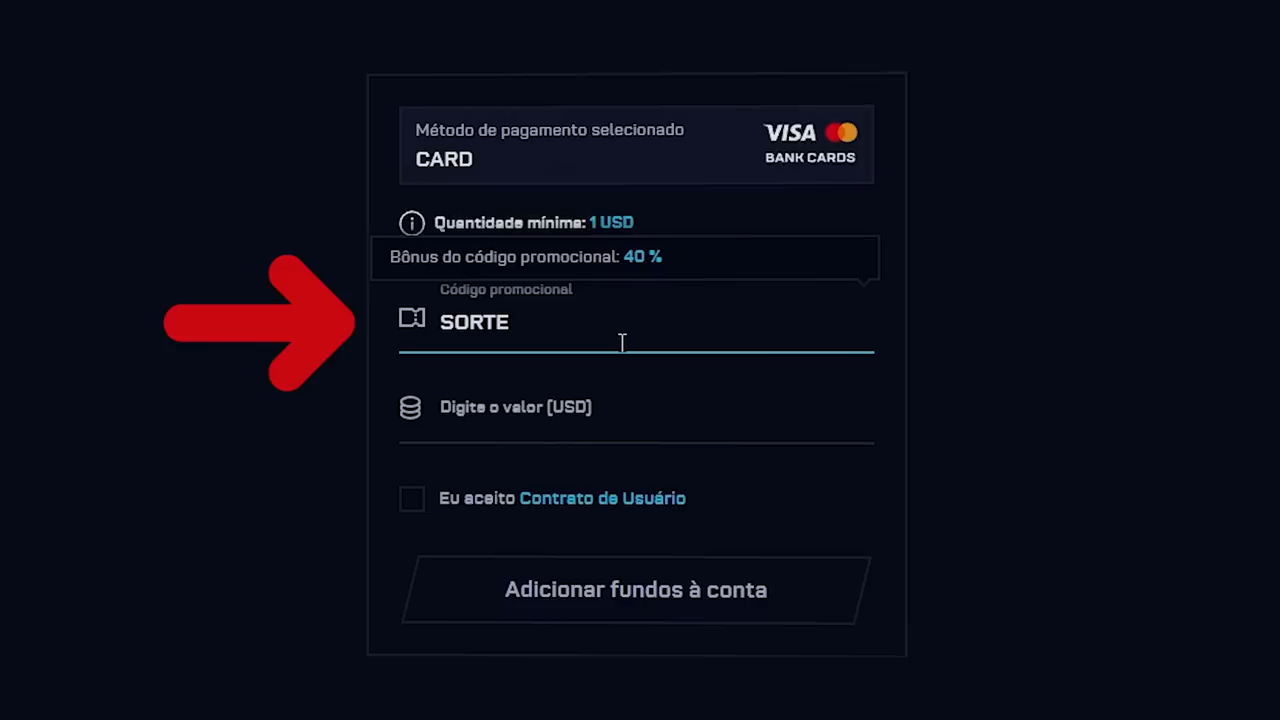 Método de pagamento selecionado
CARD
VISA
BANK CARDS
Quantidade mínima: 1 USD
Bônus do código promocional: 40 %
Código promocional
SORTE
Digite o valor (USD)
Eu aceito Contrato de Usuário
Adicionar fundos à conta